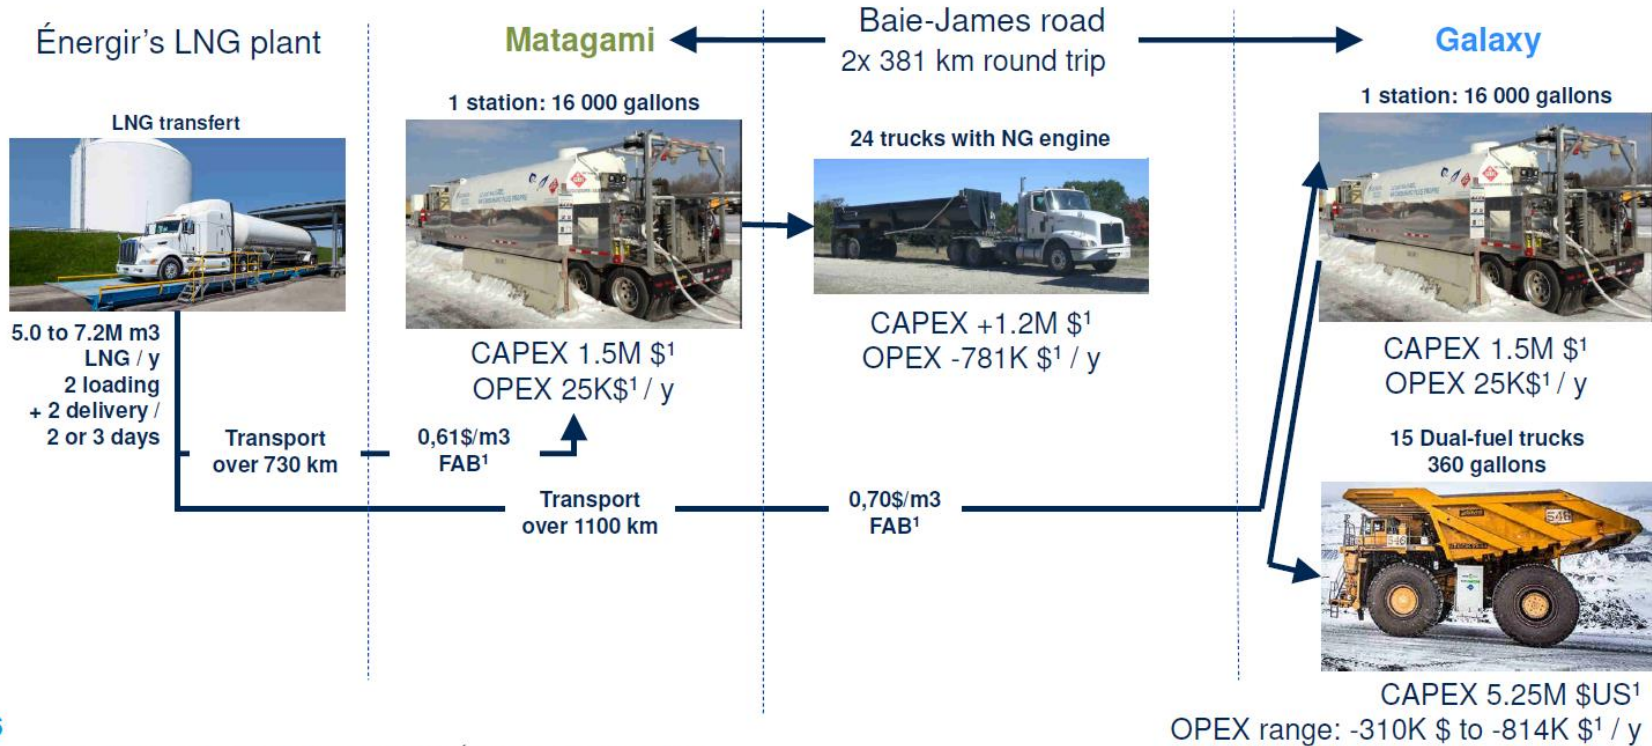 Énergir's LNG plant
LNG transfert
5.0 to 7.2M m3
LNG / y
2 loading
+ 2 delivery /
2 or 3 days
Transport
over 730 km
0,61$/m3
FAB¹
Transport
over 1100 km
0,70$/m3
FAB¹
Matagami
1 station: 16 000 gallons
CAPEX 1.5M $¹
OPEX 25K$¹ / y
Baie-James road
2x 381 km round trip
24 trucks with NG engine
CAPEX +1.2M $¹
OPEX -781K $¹ / y
Galaxy
1 station: 16 000 gallons
CAPEX 1.5M $¹
OPEX 25K$¹ / y
15 Dual-fuel trucks
360 gallons
546
546
CAPEX 5.25M $US¹
OPEX range: -310K $ to -814K $¹ / y